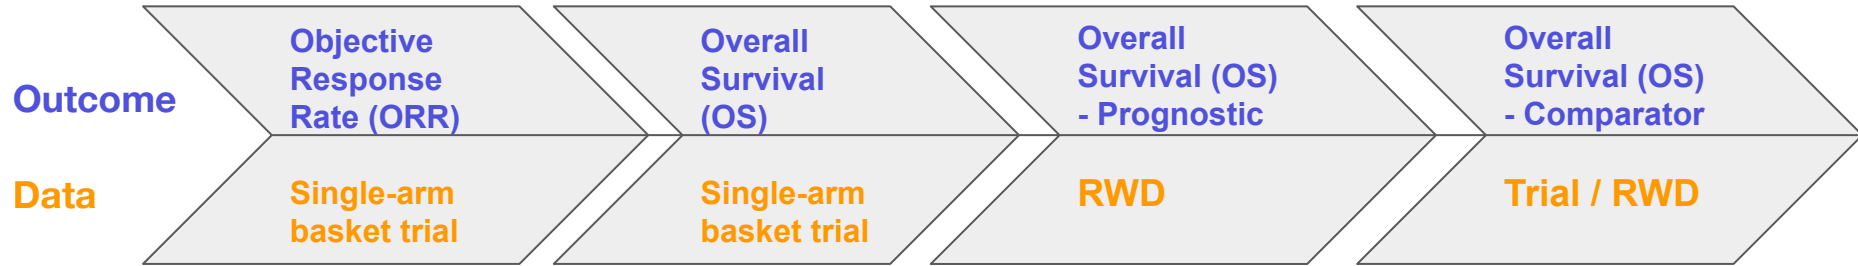 Outcome
Objective
Response
Rate (ORR)
Overall
Survival
(OS)
Overall
Survival (OS)
- Prognostic
Overall
Survival (OS)
- Comparator
Data
Single-arm
basket trial
Single-arm
basket trial
RWD
Trial / RWD